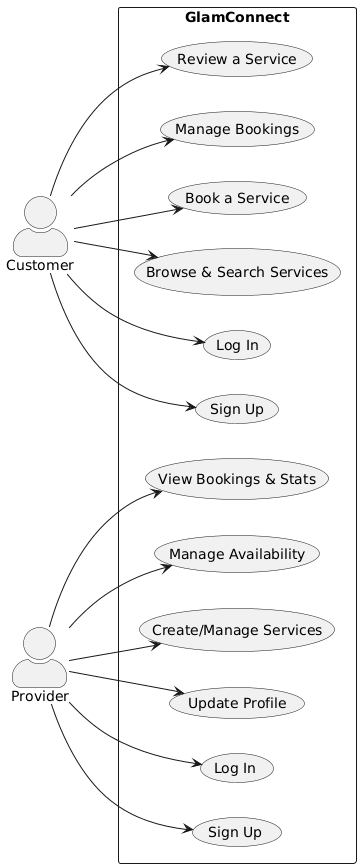 GlamConnect
Review a Service
Manage Bookings
Book a Service
Browse & Search Services
Customer
Log In
Sign Up
View Bookings & Stats
Manage Availability
Create/Manage Services
Provider
Update Profile
Log In
Sign Up